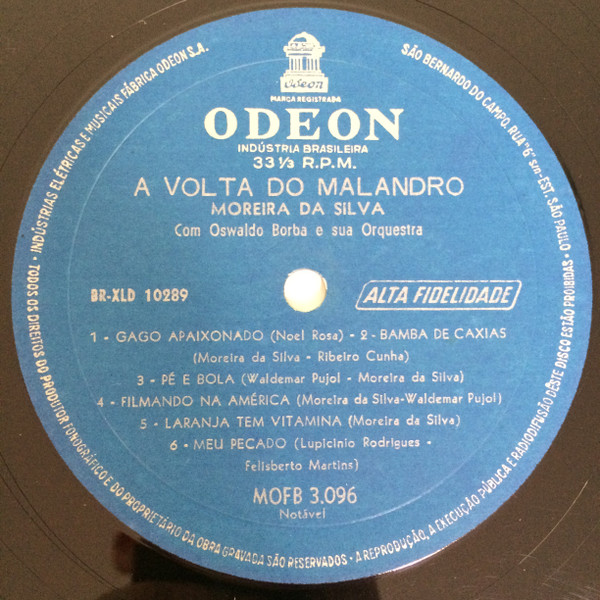 INDÚSTRIAS ELÉTRICAS E MUSICAIS FÁBRICA ODEON S.A.
SÃO BERNARDO DO CAMPO, RUA "6" s/n-EST. SÃO PAULO
Odeon
MARCA REGISTRADA
ODEON
INDÚSTRIA BRASILEIRA
33 1/3 R.P.M.
A VOLTA DO MALANDRO
MOREIRA DA SILVA
Com Oswaldo Borba e sua Orquestra
BR-XLD 10289
ALTA FIDELIDADE
1 - GAGO APAIXONADO (Noel Rosa) - 2 - BAMBA DE CAXIAS
(Moreira da Silva - Ribeiro Cunha)
3 - PÉ E BOLA (Waldemar Pujol - Moreira da Silva)
4 - FILMANDO NA AMÉRICA (Moreira da Silva-Waldemar Pujol)
5 - LARANJA TEM VITAMINA (Moreira da Silva)
6 - MEU PECADO (Lupicinio Rodrigues -
Felisberto Martins)
MOFB 3.096
Notável
• TODOS OS DIREITOS DO PRODUTOR FONOGRÁFICO E DO PROPRIETÁRIO DA OBRA GRAVADA SÃO RESERVADOS • A REPRODUÇÃO, A EXECUÇÃO PÚBLICA E RADIODIFUSÃO DÊSTE DISCO ESTÃO PROIBIDAS •